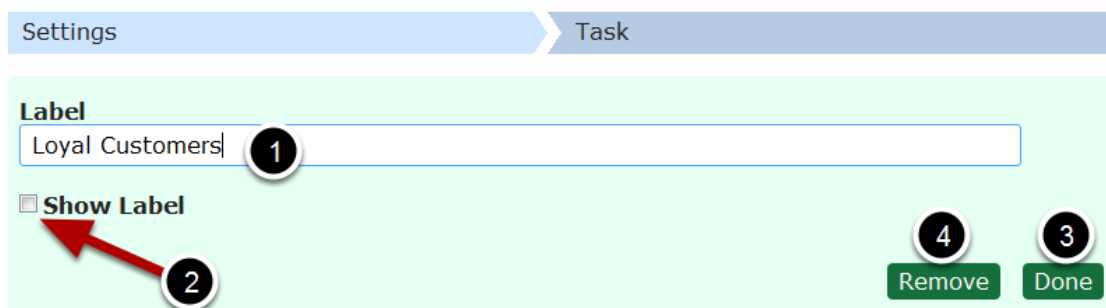 Settings Task
Label
Loyal Customers 1
Show Label
4 3
2 Remove Done